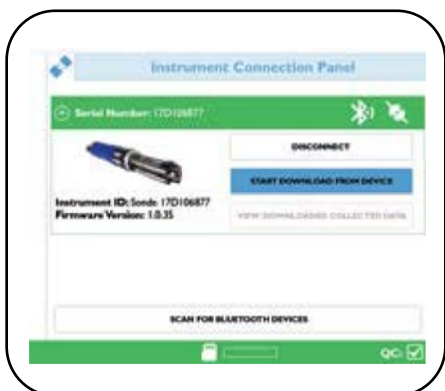 Instrument Connection Panel
Serial Number: 17D106877
DISCONNECT
START DOWNLOAD FROM DEVICE
VIEW DOWNLOADED COLLECTED DATA
Instrument ID: Sonde 17D106877
Firmware Version: 1.0.35
SCAN FOR BLUETOOTH DEVICES
QC: